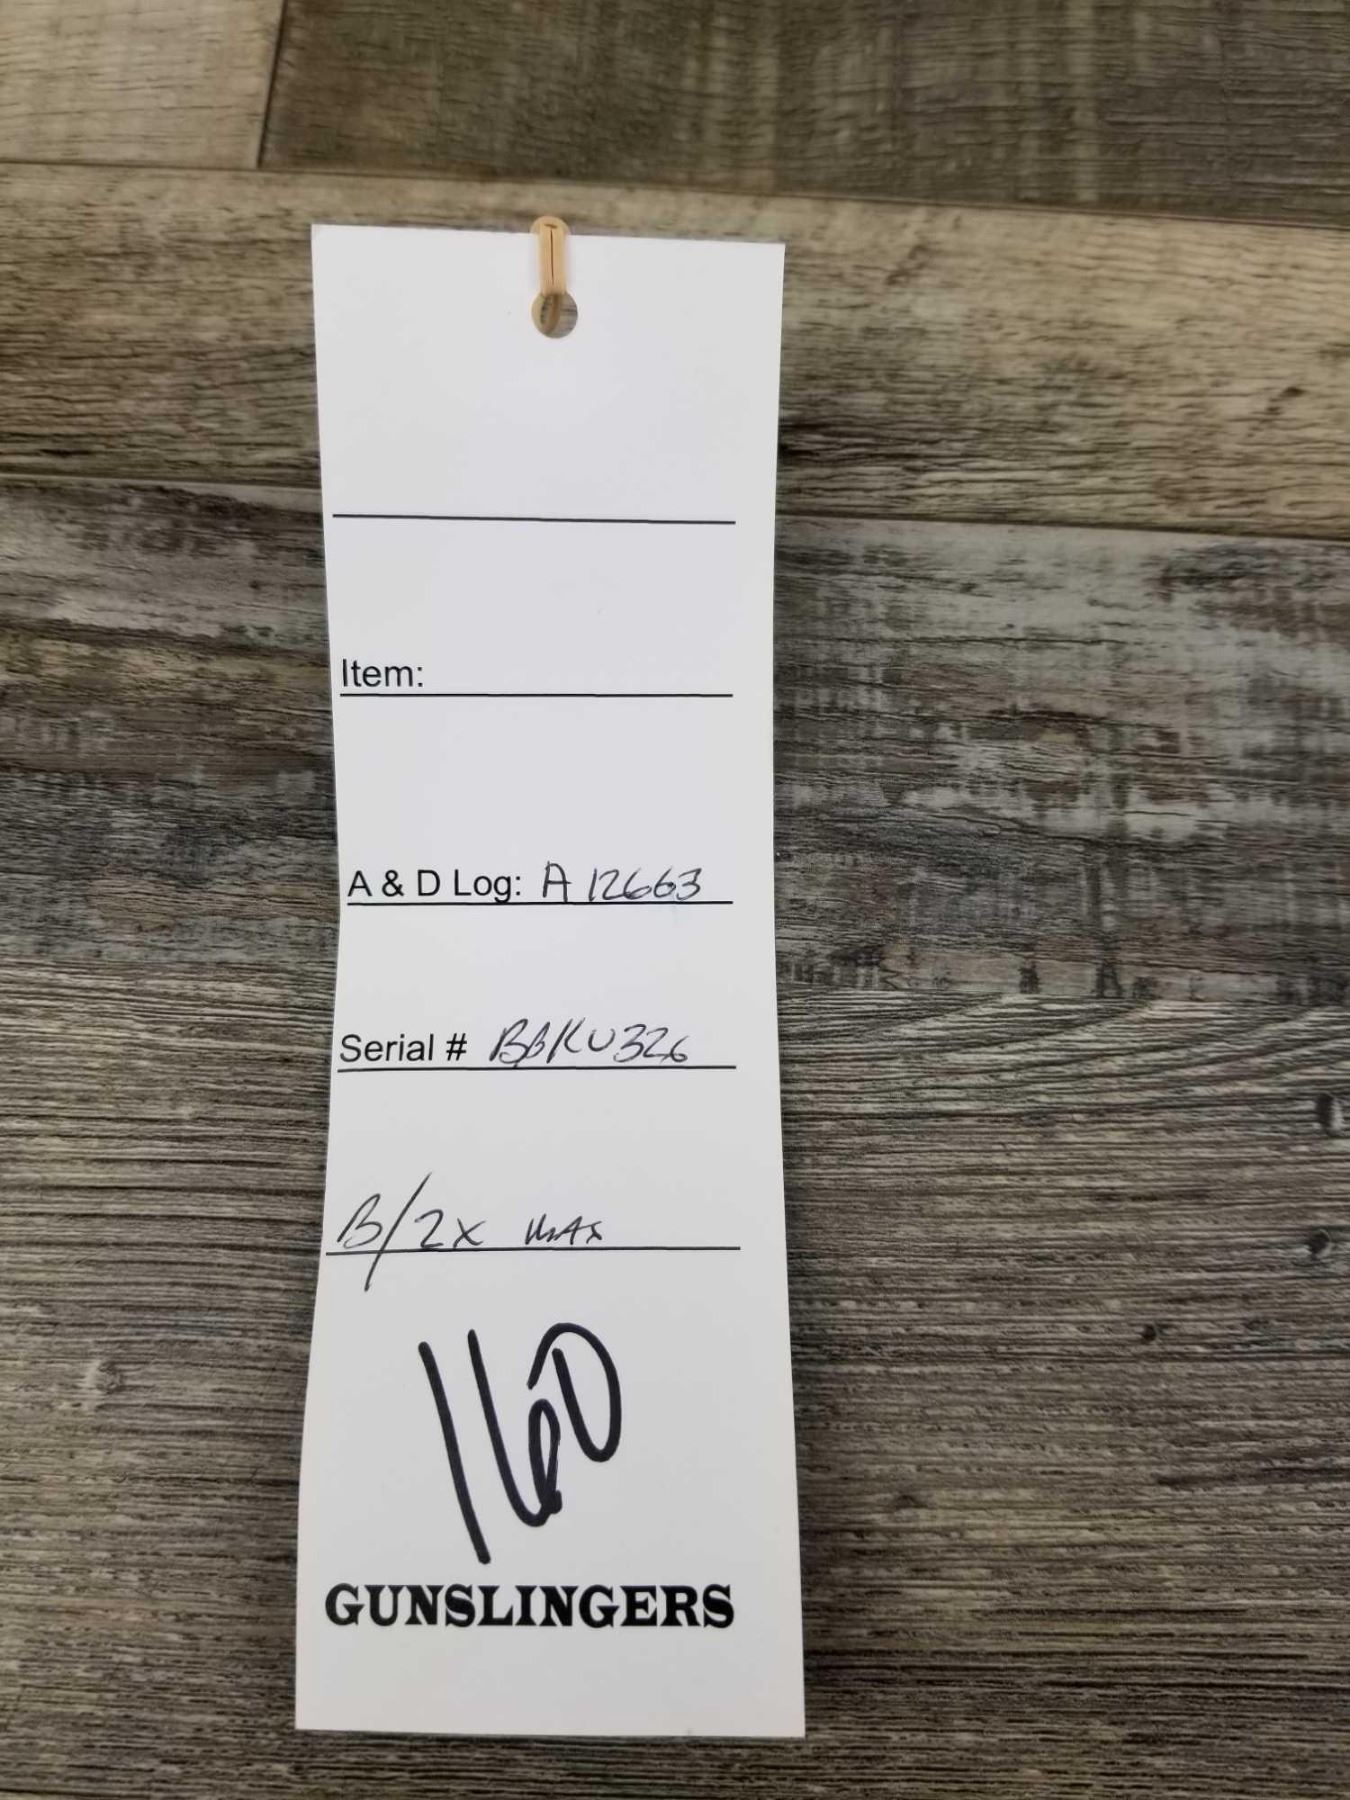 Item:
A & D Log: A 12663
Serial # BBKU326
B/2x MAX
160
GUNSLINGERS